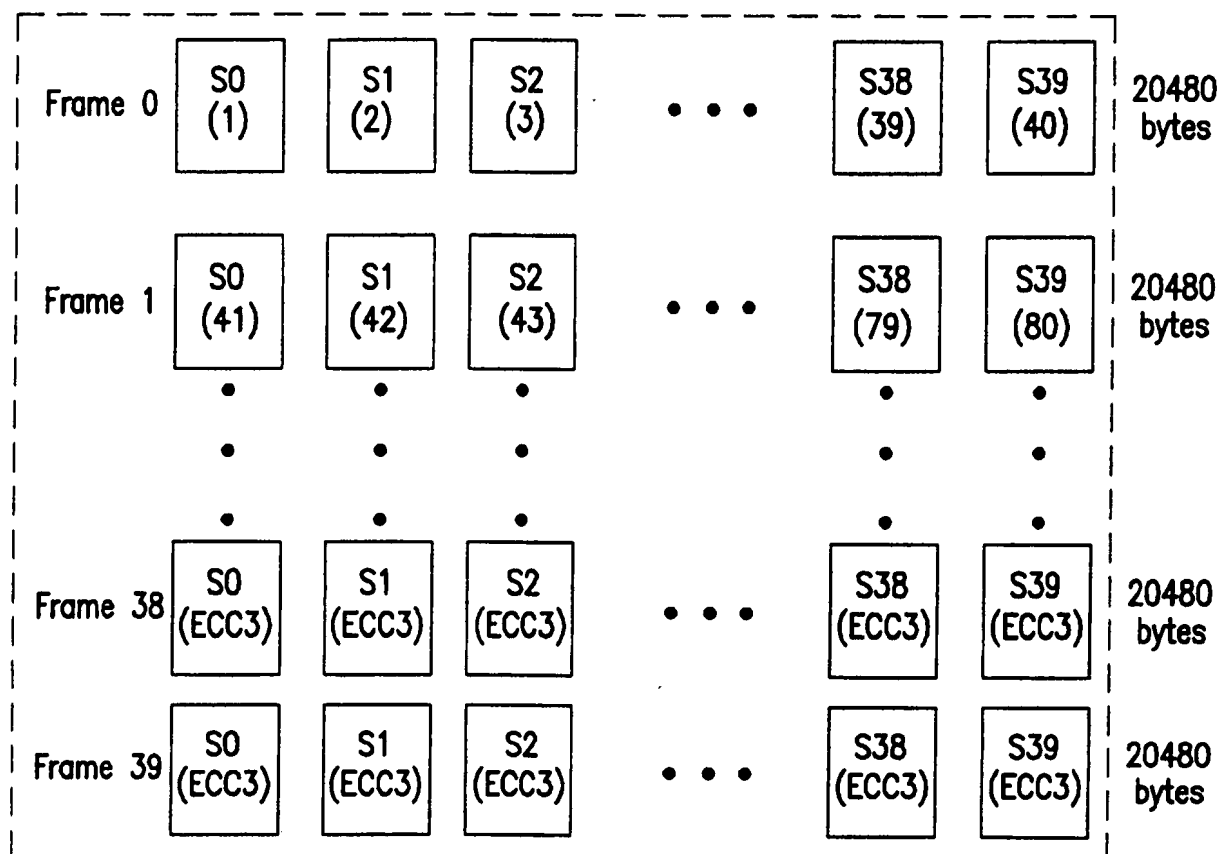 Frame 0
S0
(1)
S1
(2)
S2
(3)
S38
(39)
S39
(40)
20480
bytes
Frame 1
S0
(41)
S1
(42)
S2
(43)
S38
(79)
S39
(80)
20480
bytes
Frame 38
S0
(ECC3)
S1
(ECC3)
S2
(ECC3)
S38
(ECC3)
S39
(ECC3)
20480
bytes
Frame 39
S0
(ECC3)
S1
(ECC3)
S2
(ECC3)
S38
(ECC3)
S39
(ECC3)
20480
bytes